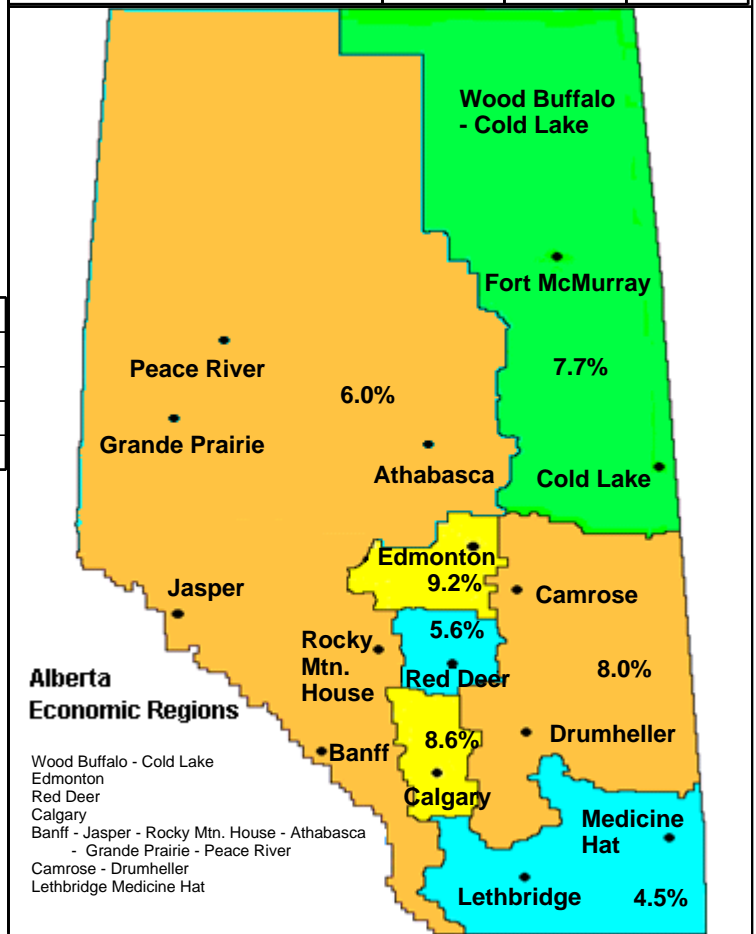 Wood Buffalo
- Cold Lake
Fort McMurray
7.7%
Peace River
6.0%
Grande Prairie
Athabasca
Cold Lake
Edmonton
9.2%
Jasper
Camrose
5.6%
Rocky
Mtn.
House
8.0%
Red Deer
Alberta
Economic Regions
Drumheller
8.6%
Banff
Wood Buffalo - Cold Lake
Edmonton
Red Deer
Calgary
Banff - Jasper - Rocky Mtn. House - Athabasca
- Grande Prairie - Peace River
Camrose - Drumheller
Lethbridge Medicine Hat
Calgary
Medicine
Hat
Lethbridge
4.5%